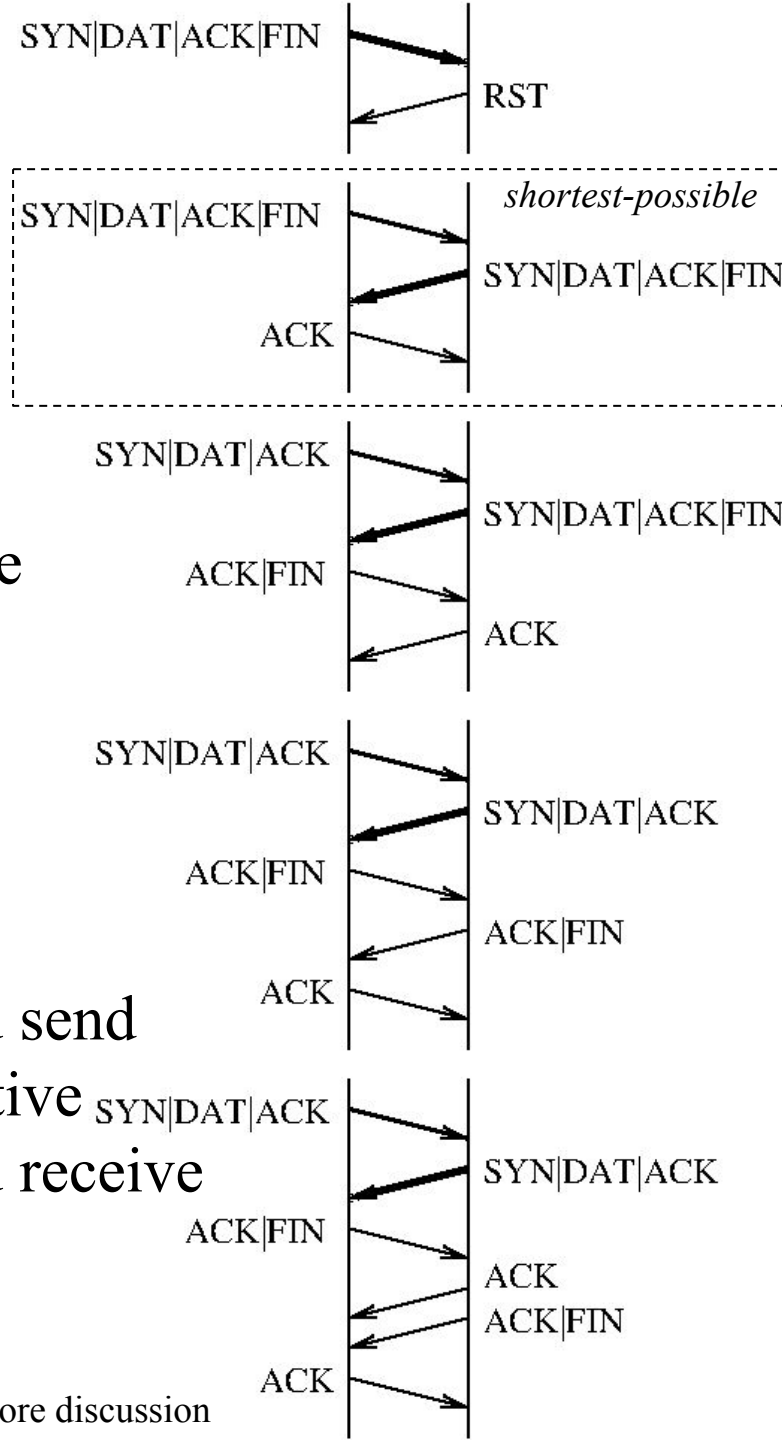 SYN|DAT|ACK|FIN
RST
shortest-possible
SYN|DAT|ACK|FIN
SYN|DAT|ACK|FIN
ACK
SYN|DAT|ACK
SYN|DAT|ACK|FIN
e
ACK|FIN
ACK
SYN|DAT|ACK
SYN|DAT|ACK
ACK|FIN
ACK|FIN
ACK
send
tive
SYN|DAT|ACK
SYN|DAT|ACK
receive
ACK|FIN
ACK
ACK|FIN
ACK
ore discussion